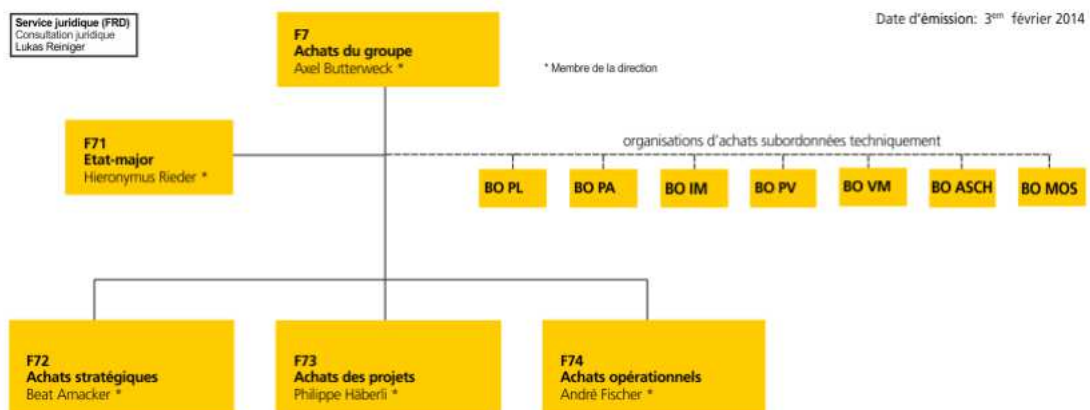 Service juridique (FRD)
Consultation juridique
Lukas Reiniger
Date d'émission: 3em février 2014
F7
Achats du groupe
Axel Butterweck *
* Membre de la direction
F71
Etat-major
Hieronymus Rieder *
organisations d'achats subordonnées techniquement
BO PL
BO PA
BO IM
BO PV
BO VM
BO ASCH
BO MOS
F72
Achats stratégiques
Beat Amacker *
F73
Achats des projets
Philippe Häberli *
F74
Achats opérationnels
André Fischer *